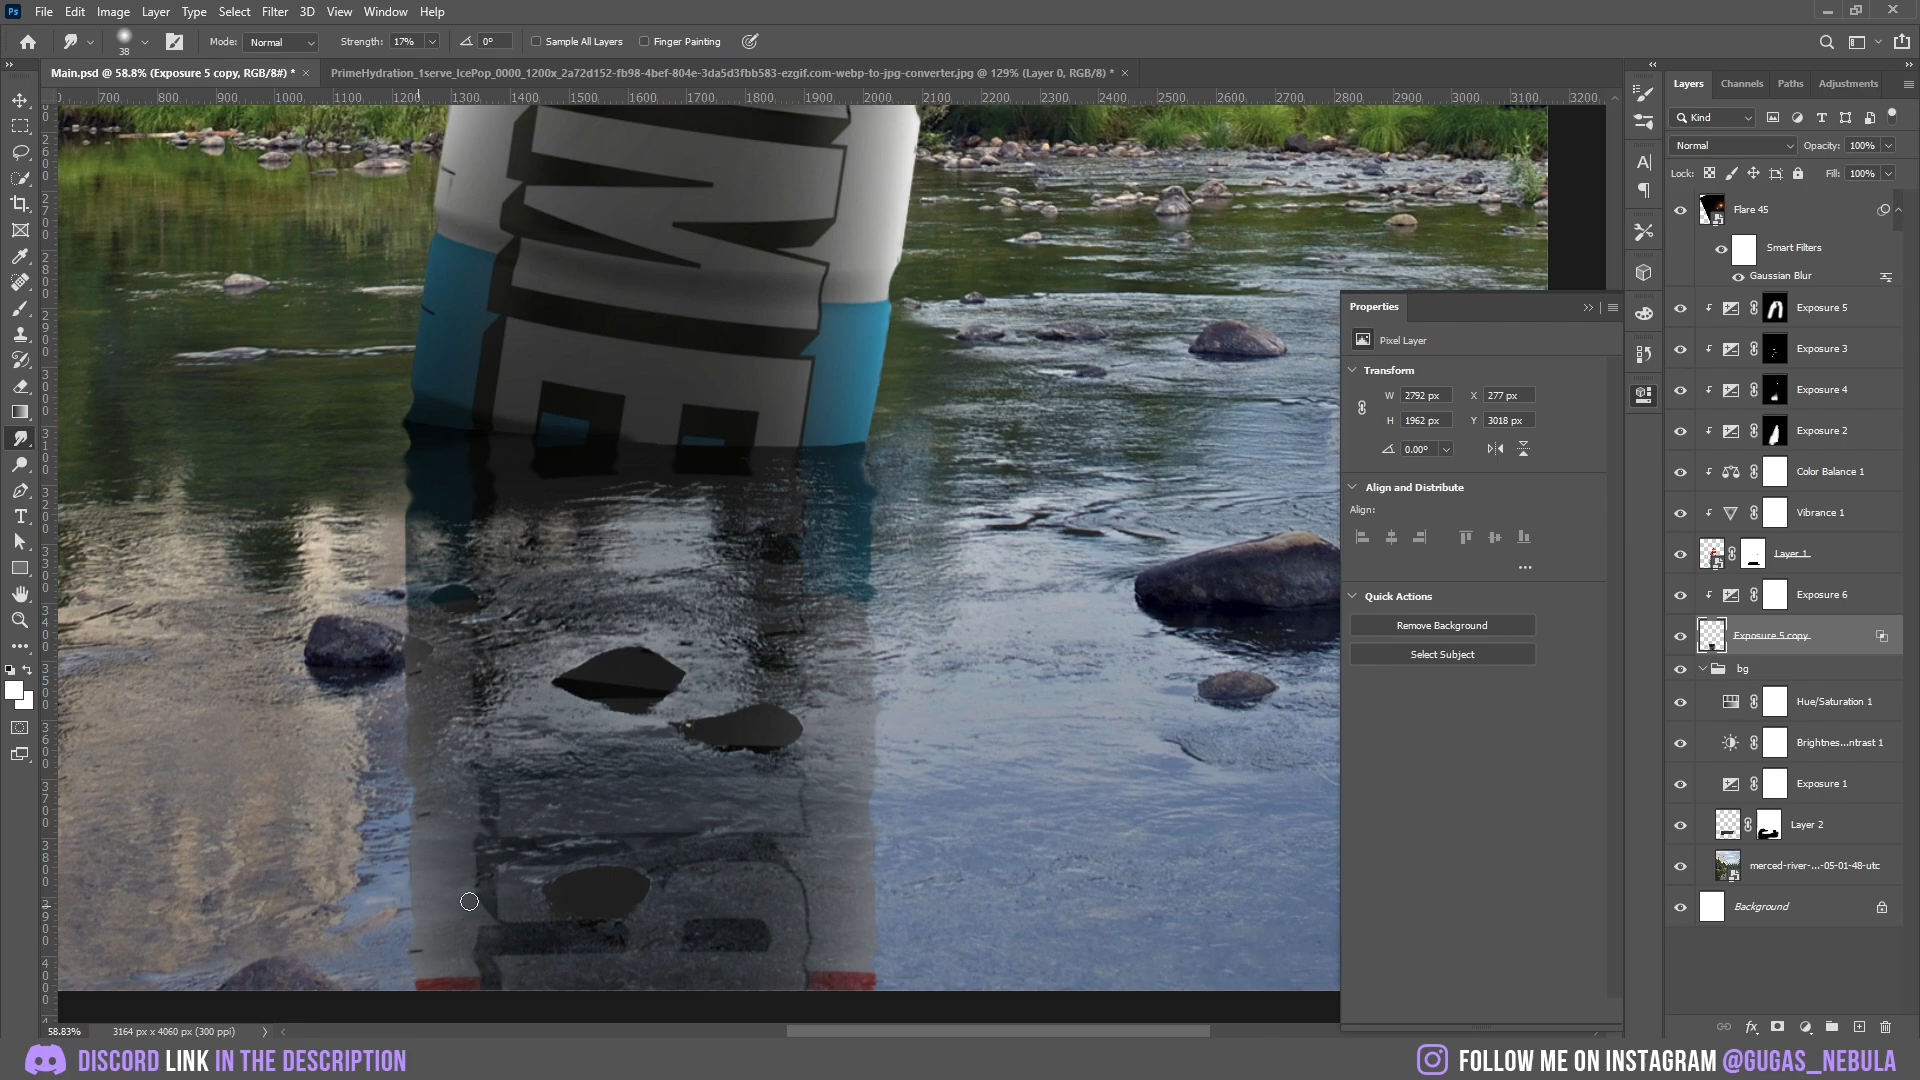 File Edit Image Layer Type Select Filter 3D View Window Help
38 Mode: Normal Strength: 17% 0° Sample All Layers Finger Painting
Main.psd @ 58.8% (Exposure 5 copy, RGB/8#) * × PrimeHydration_1serve_IcePop_0000_1200x_2a72d152-fb98-4bef-804e-3da5d3fbb583-ezgif.com-webp-to-jpg-converter.jpg @ 129% (Layer 0, RGB/8) * ×
700 800 900 1000 1100 1200 1300 1400 1500 1600 1700 1800 1900 2000 2100 2200 2300 2400 2500 2600 2700 2800 2900 3000 3100 3200
Properties
Pixel Layer
Transform
W 2792 px X 277 px
H 1962 px Y 3018 px
0.00°
Align and Distribute
Align:
Quick Actions
Remove Background
Select Subject
Layers Channels Paths Adjustments
Kind
Normal Opacity: 100%
Lock: Fill: 100%
Flare 45
Smart Filters
Gaussian Blur
Exposure 5
Exposure 3
Exposure 4
Exposure 2
Color Balance 1
Vibrance 1
Layer 1
Exposure 6
Exposure 5 copy
bg
Hue/Saturation 1
Brightnes...ntrast 1
Exposure 1
Layer 2
merced-river-...-05-01-48-utc
Background
58.83% 3164 px x 4060 px (300 ppi)
DISCORD LINK IN THE DESCRIPTION
FOLLOW ME ON INSTAGRAM @GUGAS_NEBULA